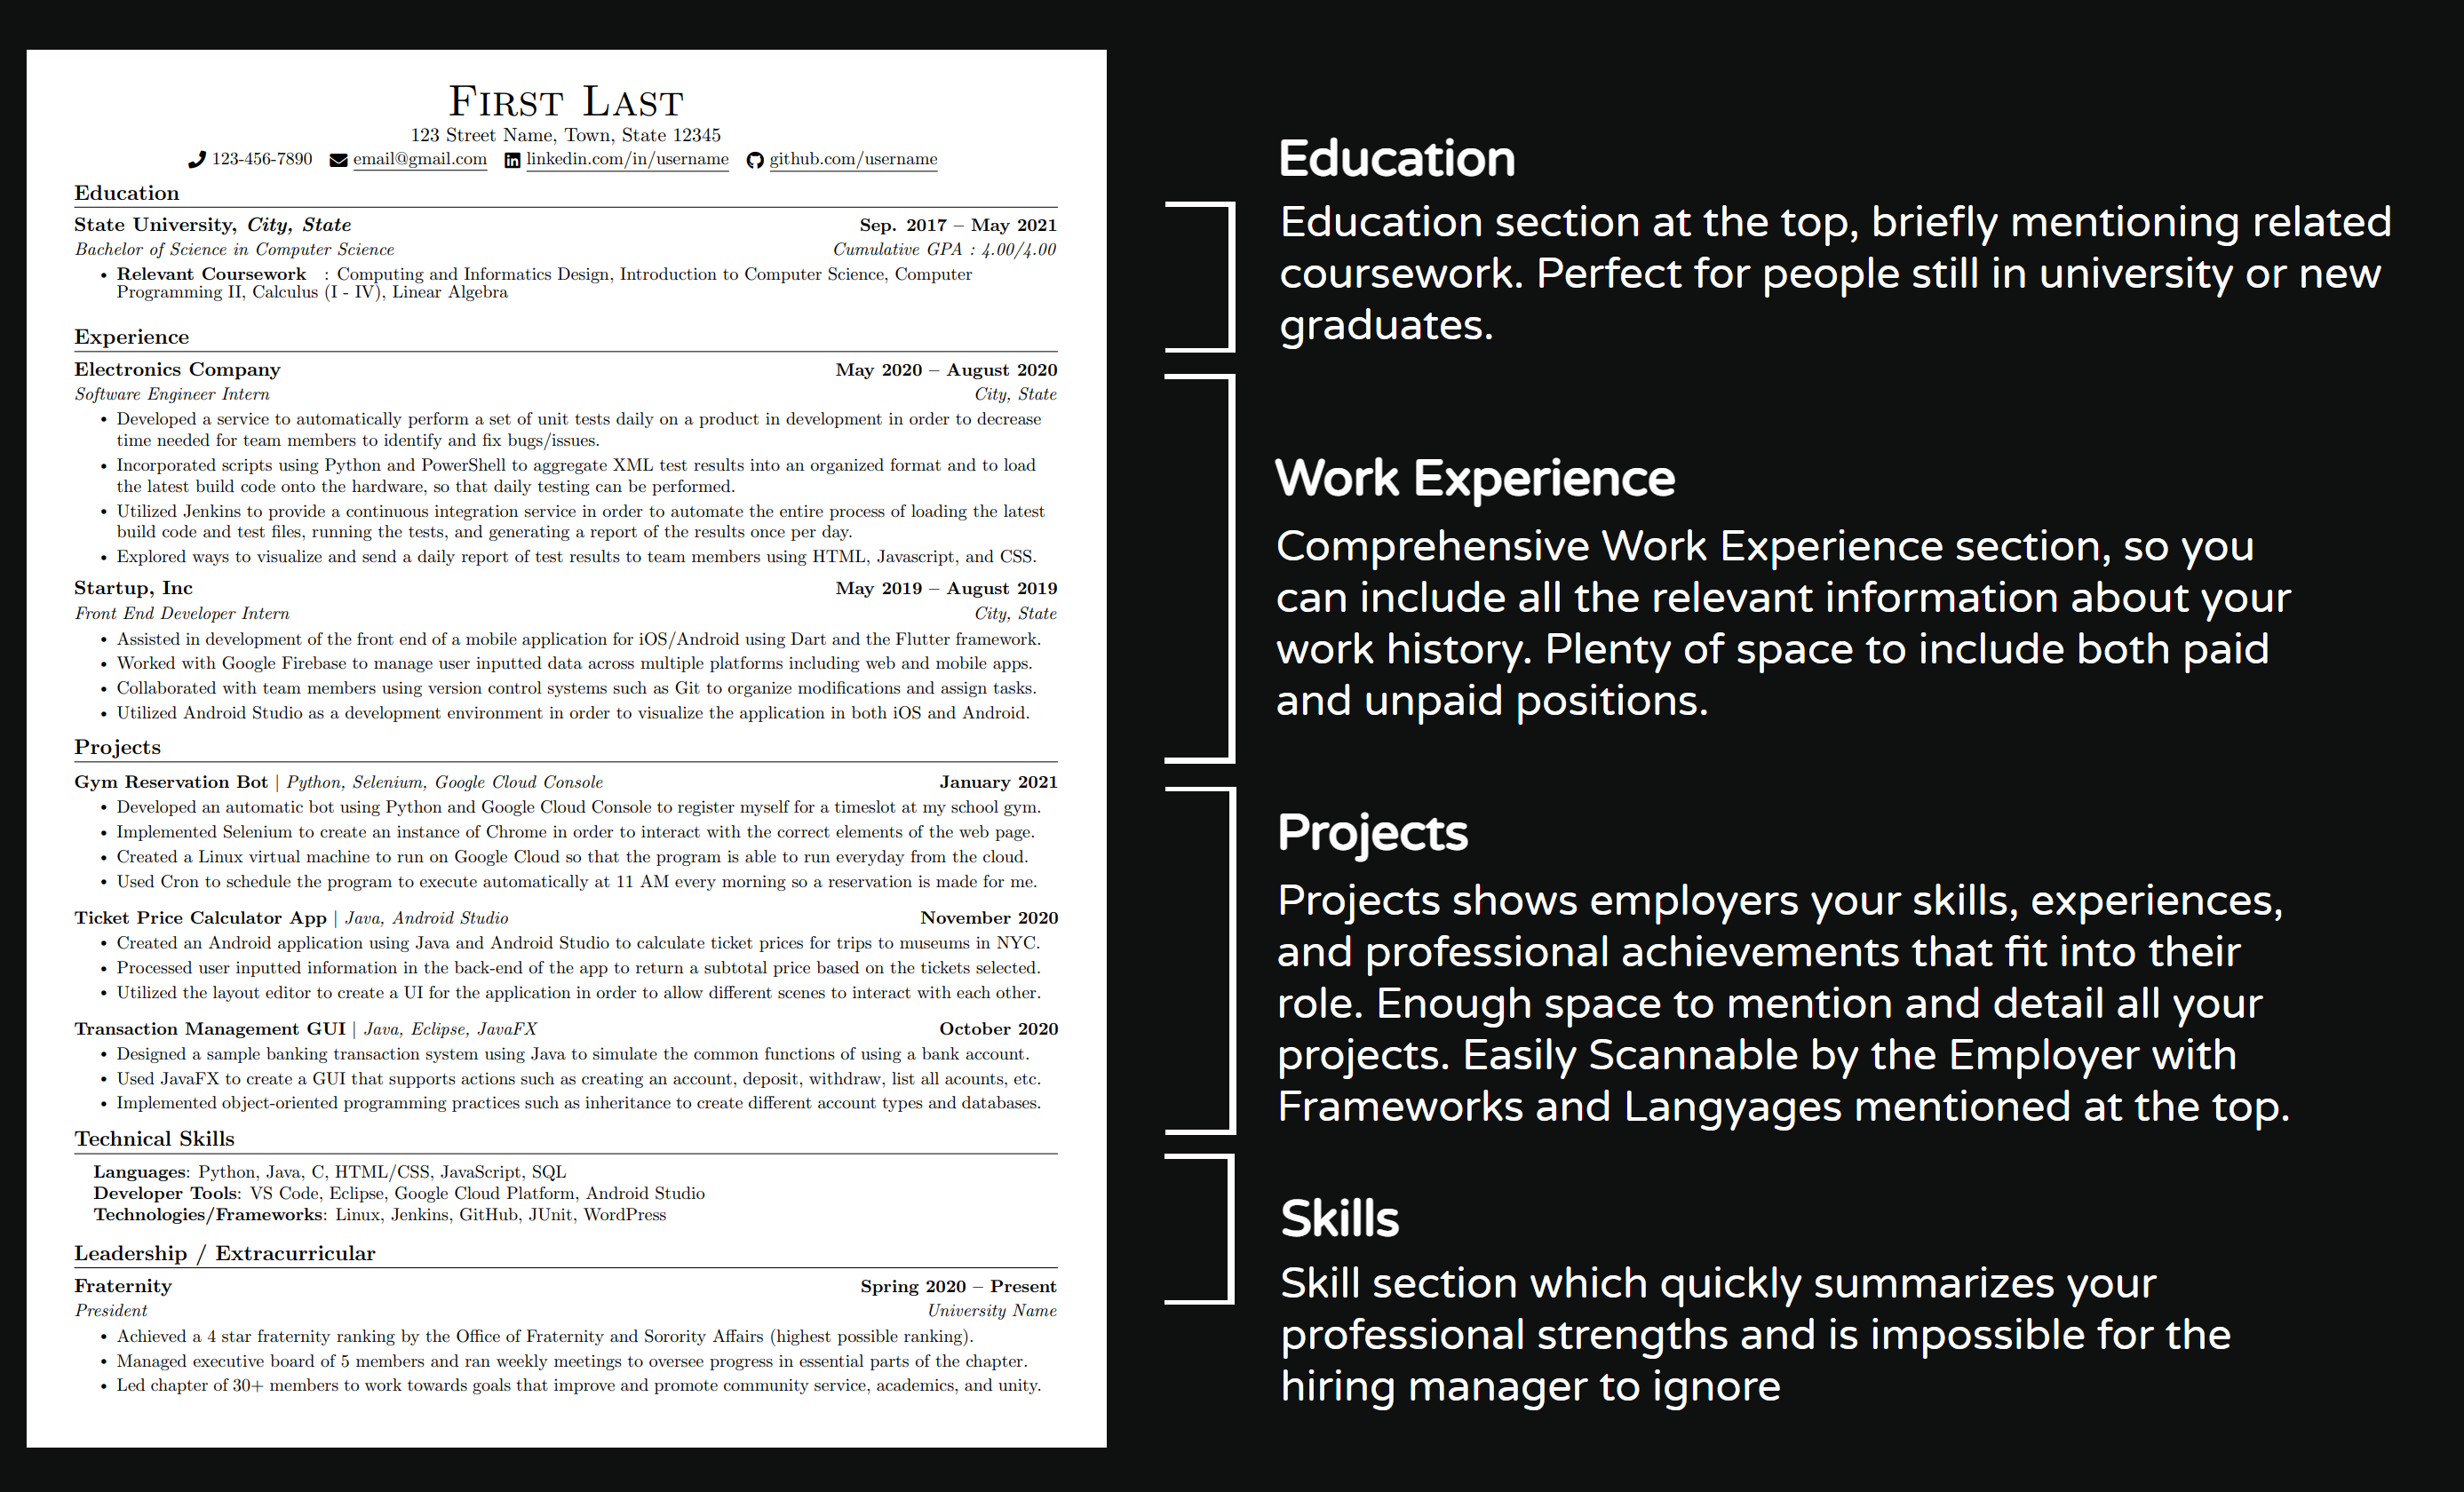 First Last
123 Street Name, Town, State 12345
123-456-7890 email@gmail.com linkedin.com/in/username github.com/username
Education
State University, City, State Sep. 2017 – May 2021
Bachelor of Science in Computer Science Cumulative GPA : 4.00/4.00
• Relevant Coursework : Computing and Informatics Design, Introduction to Computer Science, Computer
Programming II, Calculus (I - IV), Linear Algebra
Experience
Electronics Company May 2020 – August 2020
Software Engineer Intern City, State
• Developed a service to automatically perform a set of unit tests daily on a product in development in order to decrease
time needed for team members to identify and fix bugs/issues.
• Incorporated scripts using Python and PowerShell to aggregate XML test results into an organized format and to load
the latest build code onto the hardware, so that daily testing can be performed.
• Utilized Jenkins to provide a continuous integration service in order to automate the entire process of loading the latest
build code and test files, running the tests, and generating a report of the results once per day.
• Explored ways to visualize and send a daily report of test results to team members using HTML, Javascript, and CSS.
Startup, Inc May 2019 – August 2019
Front End Developer Intern City, State
• Assisted in development of the front end of a mobile application for iOS/Android using Dart and the Flutter framework.
• Worked with Google Firebase to manage user inputted data across multiple platforms including web and mobile apps.
• Collaborated with team members using version control systems such as Git to organize modifications and assign tasks.
• Utilized Android Studio as a development environment in order to visualize the application in both iOS and Android.
Projects
Gym Reservation Bot | Python, Selenium, Google Cloud Console January 2021
• Developed an automatic bot using Python and Google Cloud Console to register myself for a timeslot at my school gym.
• Implemented Selenium to create an instance of Chrome in order to interact with the correct elements of the web page.
• Created a Linux virtual machine to run on Google Cloud so that the program is able to run everyday from the cloud.
• Used Cron to schedule the program to execute automatically at 11 AM every morning so a reservation is made for me.
Ticket Price Calculator App | Java, Android Studio November 2020
• Created an Android application using Java and Android Studio to calculate ticket prices for trips to museums in NYC.
• Processed user inputted information in the back-end of the app to return a subtotal price based on the tickets selected.
• Utilized the layout editor to create a UI for the application in order to allow different scenes to interact with each other.
Transaction Management GUI | Java, Eclipse, JavaFX October 2020
• Designed a sample banking transaction system using Java to simulate the common functions of using a bank account.
• Used JavaFX to create a GUI that supports actions such as creating an account, deposit, withdraw, list all acounts, etc.
• Implemented object-oriented programming practices such as inheritance to create different account types and databases.
Technical Skills
Languages: Python, Java, C, HTML/CSS, JavaScript, SQL
Developer Tools: VS Code, Eclipse, Google Cloud Platform, Android Studio
Technologies/Frameworks: Linux, Jenkins, GitHub, JUnit, WordPress
Leadership / Extracurricular
Fraternity Spring 2020 – Present
President University Name
• Achieved a 4 star fraternity ranking by the Office of Fraternity and Sorority Affairs (highest possible ranking).
• Managed executive board of 5 members and ran weekly meetings to oversee progress in essential parts of the chapter.
• Led chapter of 30+ members to work towards goals that improve and promote community service, academics, and unity.
Education
Education section at the top, briefly mentioning related
coursework. Perfect for people still in university or new
graduates.
Work Experience
Comprehensive Work Experience section, so you
can include all the relevant information about your
work history. Plenty of space to include both paid
and unpaid positions.
Projects
Projects shows employers your skills, experiences,
and professional achievements that fit into their
role. Enough space to mention and detail all your
projects. Easily Scannable by the Employer with
Frameworks and Langyages mentioned at the top.
Skills
Skill section which quickly summarizes your
professional strengths and is impossible for the
hiring manager to ignore